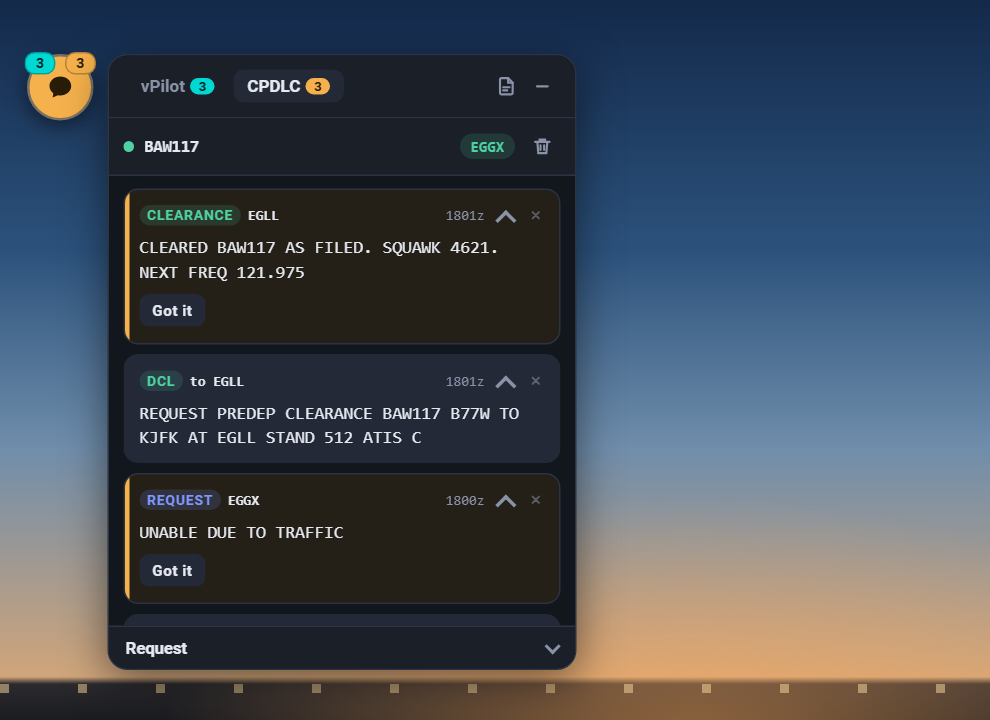 3 3
vPilot 3 CPDLC 3
BAW117 EGGX
CLEARANCE EGLL 1801z ×
CLEARED BAW117 AS FILED. SQUAWK 4621.
NEXT FREQ 121.975
Got it
DCL to EGLL 1801z ×
REQUEST PREDEP CLEARANCE BAW117 B77W TO
KJFK AT EGLL STAND 512 ATIS C
REQUEST EGGX 1800z ×
UNABLE DUE TO TRAFFIC
Got it
Request